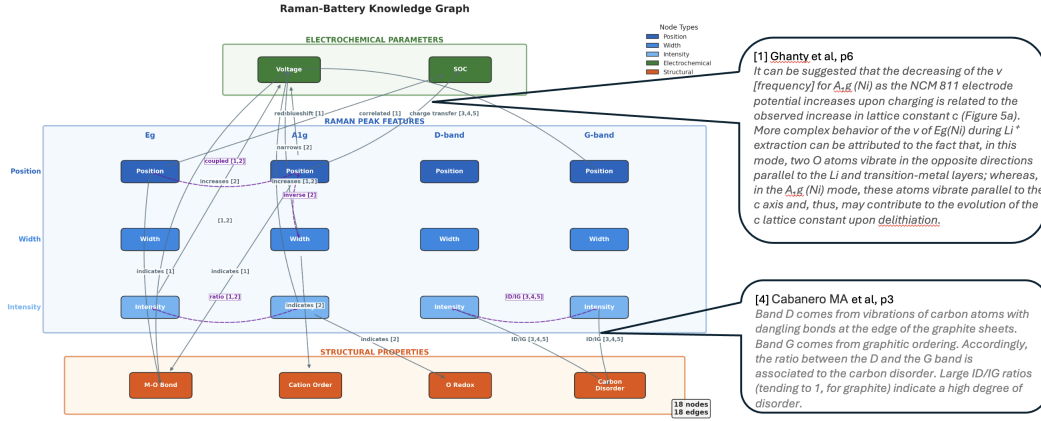 Raman-Battery Knowledge Graph
Node Types
Position
Width
Intensity
Electrochemical
Structural
ELECTROCHEMICAL PARAMETERS
Voltage
SOC
red-blueshift [1]
correlated [1]
charge transfer [3,4,5]
RAMAN PEAK FEATURES
Eg
A1g
D-band
G-band
narrows [2]
coupled [1,2]
Position
Position
Position
Position
Position
increases [2]
increases [1,2]
inverse [2]
[1,2]
Width
Width
Width
Width
Width
indicates [1]
indicates [1]
ratio [1,2]
ID/IG [3,4,5]
Intensity
Intensity
Intensity
Intensity
indicates [2]
indicates [2]
ID/IG [3,4,5]
ID/IG [3,4,5]
STRUCTURAL PROPERTIES
M-O Bond
Cation Order
O Redox
Carbon
Disorder
18 nodes
18 edges
[1] Ghanty et al, p6
It can be suggested that the decreasing of the v
[frequency] for A₁g (Ni) as the NCM 811 electrode
potential increases upon charging is related to the
observed increase in lattice constant c (Figure 5a).
More complex behavior of the v of Eg(Ni) during Li⁺
extraction can be attributed to the fact that, in this
mode, two O atoms vibrate in the opposite directions
parallel to the Li and transition-metal layers; whereas,
in the A₁g (Ni) mode, these atoms vibrate parallel to the
c axis and, thus, may contribute to the evolution of the
c lattice constant upon delithiation.
[4] Cabanero MA et al, p3
Band D comes from vibrations of carbon atoms with
dangling bonds at the edge of the graphite sheets.
Band G comes from graphitic ordering. Accordingly,
the ratio between the D and the G band is
associated to the carbon disorder. Large ID/IG ratios
(tending to 1, for graphite) indicate a high degree of
disorder.